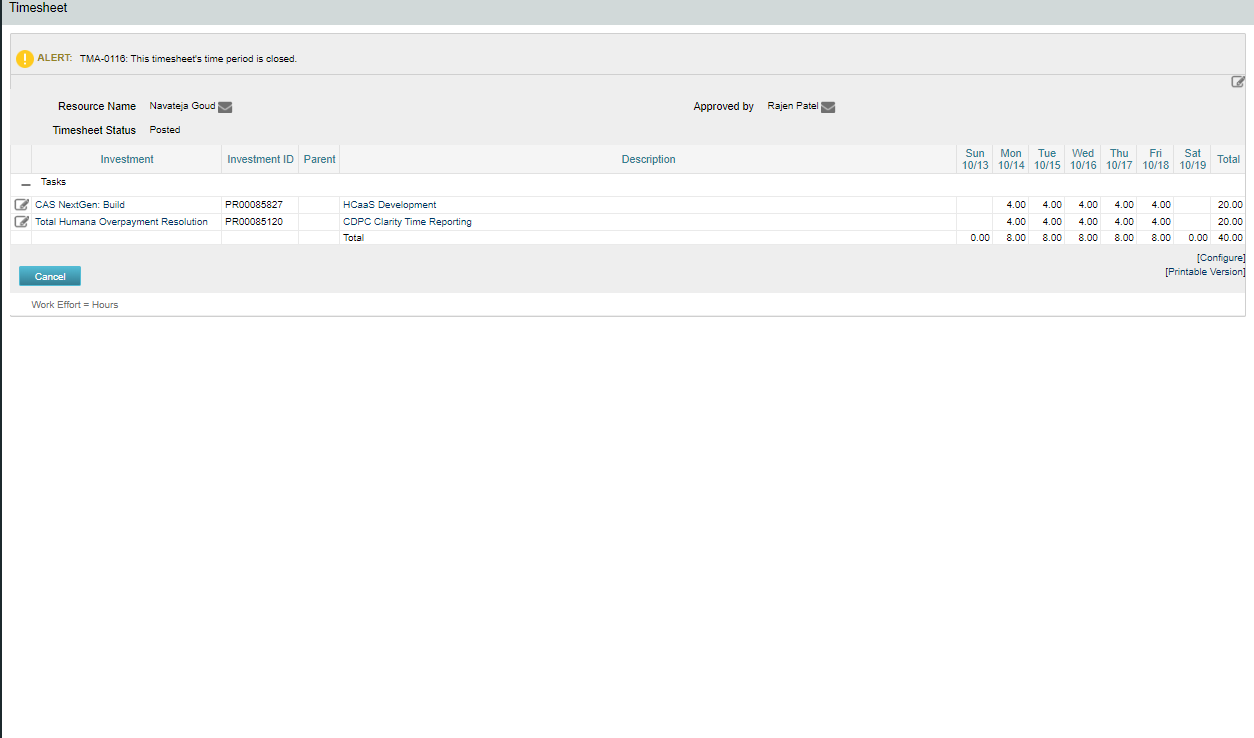 Timesheet
! ALERT: TMA-0116: This timesheet's time period is closed.
Resource Name Navateja Goud Approved by Rajen Patel
Timesheet Status Posted
Investment Investment ID Parent Description Sun 10/13 Mon 10/14 Tue 10/15 Wed 10/16 Thu 10/17 Fri 10/18 Sat 10/19 Total
Tasks
CAS NextGen: Build PR00085827 HCaaS Development 4.00 4.00 4.00 4.00 4.00 20.00
Total Humana Overpayment Resolution PR00085120 CDPC Clarity Time Reporting 4.00 4.00 4.00 4.00 4.00 20.00
Total 0.00 8.00 8.00 8.00 8.00 8.00 0.00 40.00
[Configure]
[Printable Version]
Cancel
Work Effort = Hours